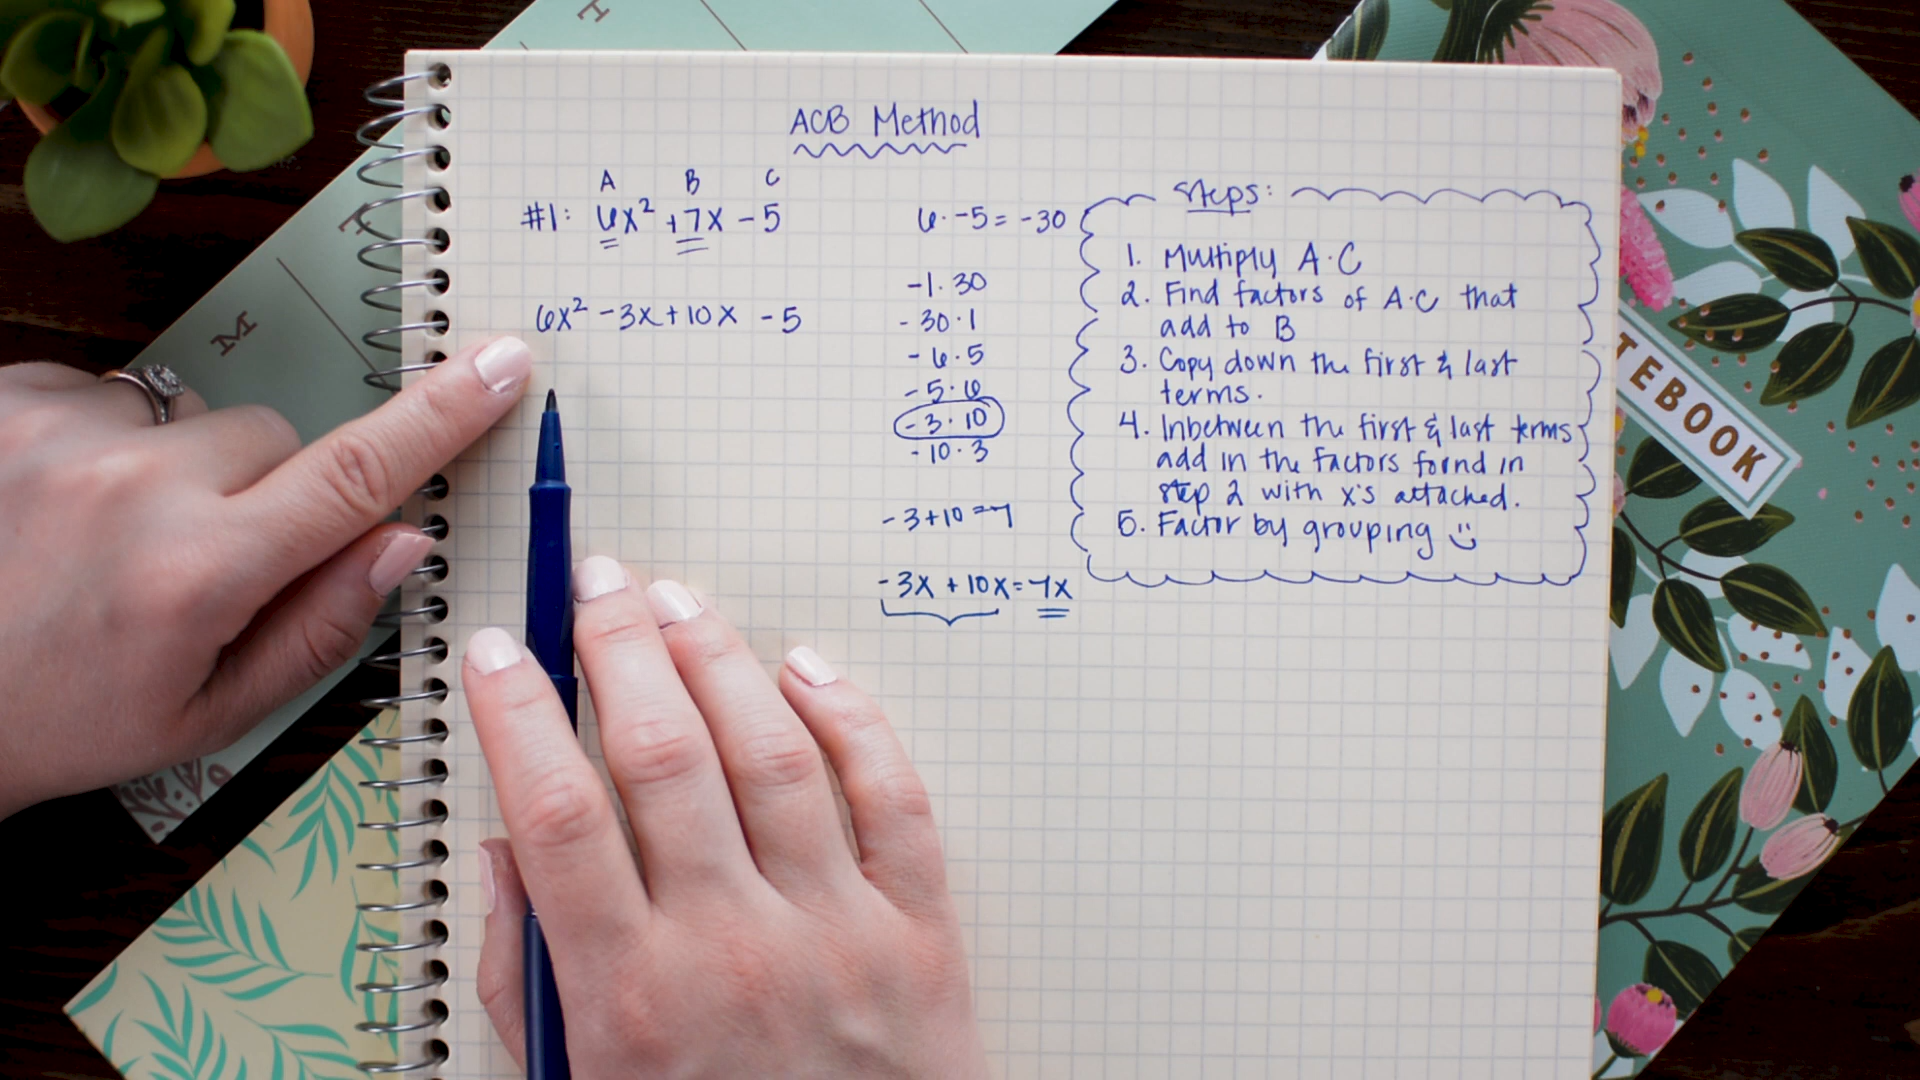 H
T
M
ACB Method
A B C
#1: 6x² +7x - 5
6x² - 3x + 10x - 5
6 · -5 = -30
-1 · 30
-30 · 1
-6 · 5
-5 · 6
-3 · 10
-10 · 3
-3+10=7
-3x + 10x = 7x
Steps:
1. Multiply A·C
2. Find factors of A·C that
add to B
3. Copy down the first & last
terms.
4. Inbetween the first & last terms
add in the factors found in
step 2 with x's attached.
5. Factor by grouping :)
TEBOOK